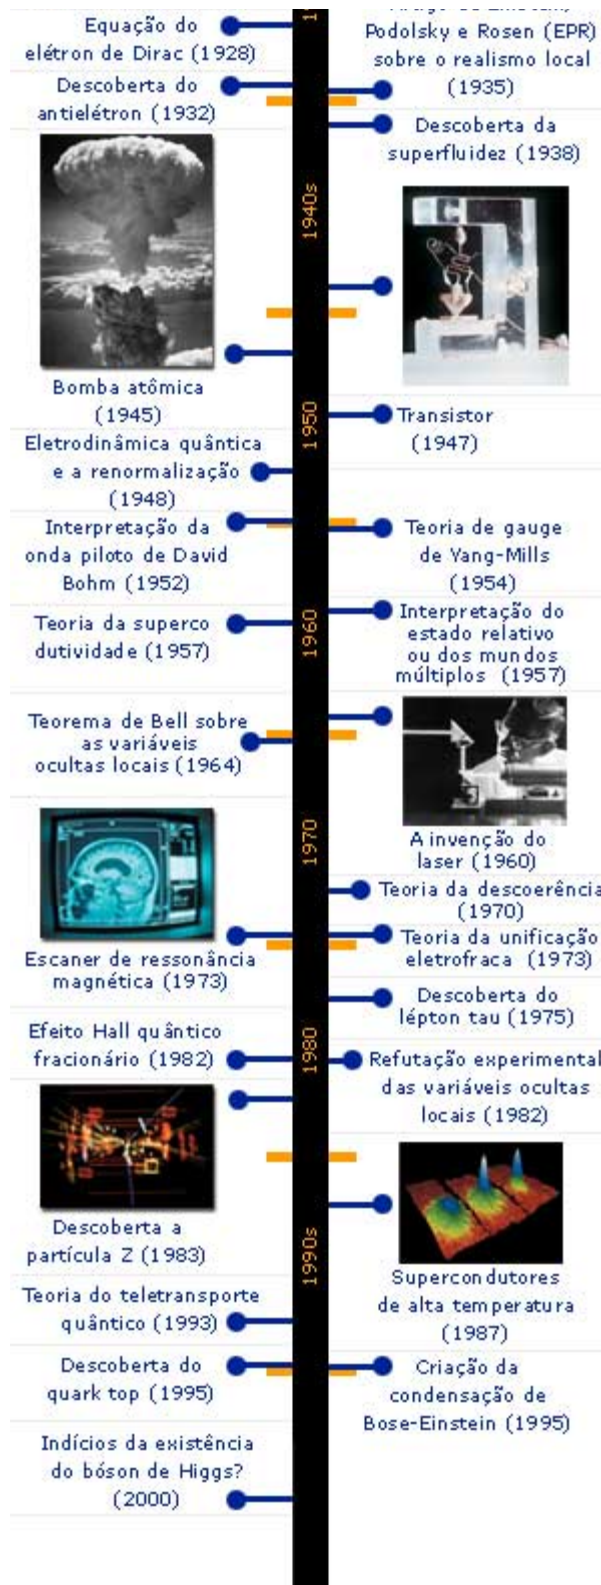 Equação do
elétron de Dirac (1928)
Podolsky e Rosen (EPR)
sobre o realismo local
(1935)
Descoberta do
antielétron (1932)
Descoberta da
superfluidez (1938)
1940s
Bomba atômica
(1945)
1950
Transistor
(1947)
Eletrodinâmica quântica
e a renormalização
(1948)
Interpretação da
onda piloto de David
Bohm (1952)
Teoria de gauge
de Yang-Mills
(1954)
Teoria da superco
dutividade (1957)
1960
Interpretação do
estado relativo
ou dos mundos
múltiplos (1957)
Teorema de Bell sobre
as variáveis
ocultas locais (1964)
A invenção do
laser (1960)
1970
Teoria da descoerência
(1970)
Escaner de ressonância
magnética (1973)
Teoria da unificação
eletrofraca (1973)
Descoberta do
lépton tau (1975)
Efeito Hall quântico
fracionário (1982)
1980
Refutação experimental
das variáveis ocultas
locais (1982)
Descoberta a
partícula Z (1983)
1990s
Supercondutores
de alta temperatura
(1987)
Teoria do teletransporte
quântico (1993)
Descoberta do
quark top (1995)
Criação da
condensação de
Bose-Einstein (1995)
Indícios da existência
do bóson de Higgs?
(2000)